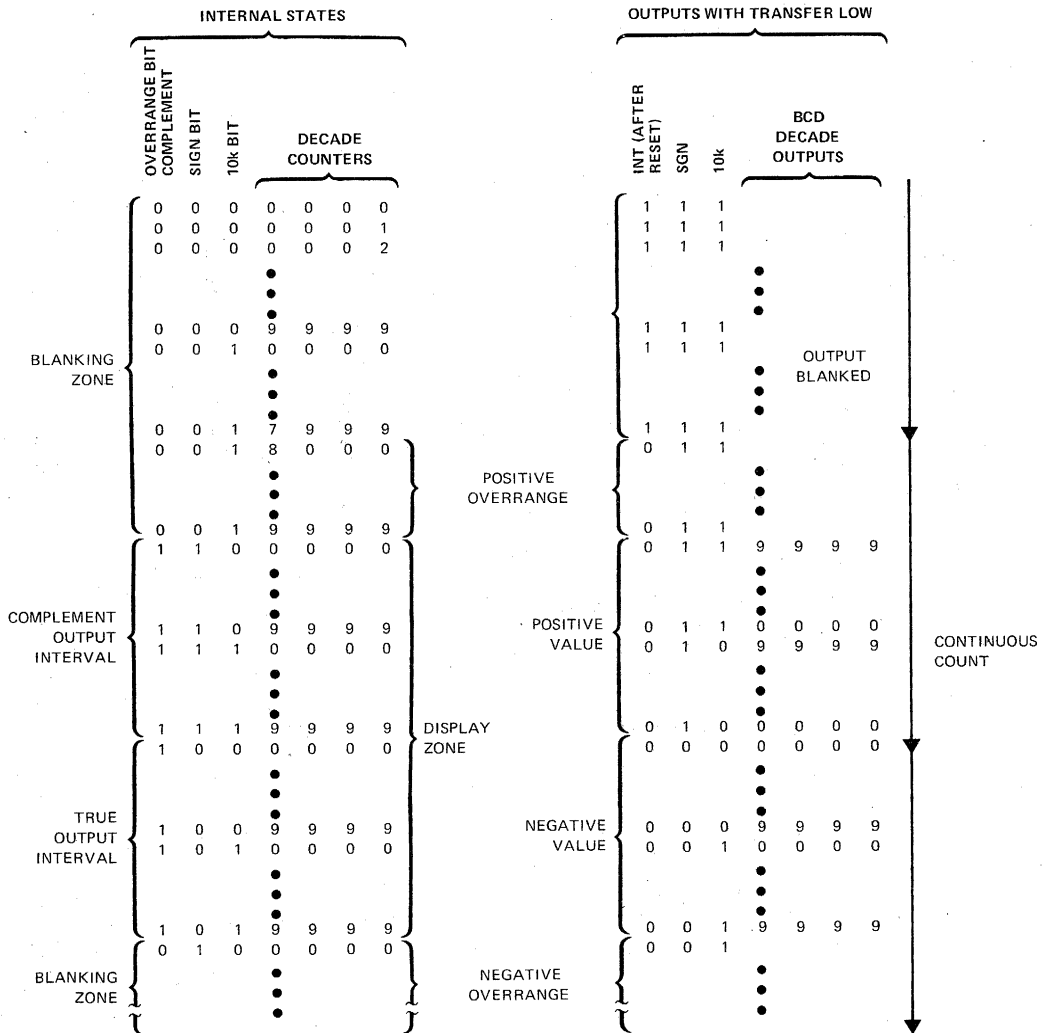 INTERNAL STATES
OUTPUTS WITH TRANSFER LOW
OVERRANGE BIT
COMPLEMENT
SIGN BIT
10k BIT
DECADE
COUNTERS
INT (AFTER
RESET)
SGN
10k
BCD
DECADE
OUTPUTS
0 0 0 0 0 0 0 1 1 1
0 0 0 0 0 0 1 1 1 1
0 0 0 0 0 0 2 1 1 1
0 0 0 9 9 9 9 1 1 1
0 0 1 0 0 0 0 1 1 1
BLANKING
ZONE
OUTPUT
BLANKED
0 0 1 7 9 9 9 1 1 1
0 0 1 8 0 0 0 0 1 1
POSITIVE
OVERRANGE
0 0 1 9 9 9 9 0 1 1
1 1 0 0 0 0 0 0 1 1 9 9 9 9
COMPLEMENT
OUTPUT
INTERVAL
1 1 0 9 9 9 9 0 1 1 0 0 0 0
1 1 1 0 0 0 0 0 1 0 9 9 9 9
POSITIVE
VALUE
CONTINUOUS
COUNT
1 1 1 9 9 9 9 0 1 0 0 0 0 0
1 0 0 0 0 0 0 0 0 0 0 0 0 0
DISPLAY
ZONE
TRUE
OUTPUT
INTERVAL
1 0 0 9 9 9 9 0 0 0 9 9 9 9
1 0 1 0 0 0 0 0 0 1 0 0 0 0
NEGATIVE
VALUE
1 0 1 9 9 9 9 0 0 1 9 9 9 9
0 1 0 0 0 0 0 0 0 1
BLANKING
ZONE
NEGATIVE
OVERRANGE